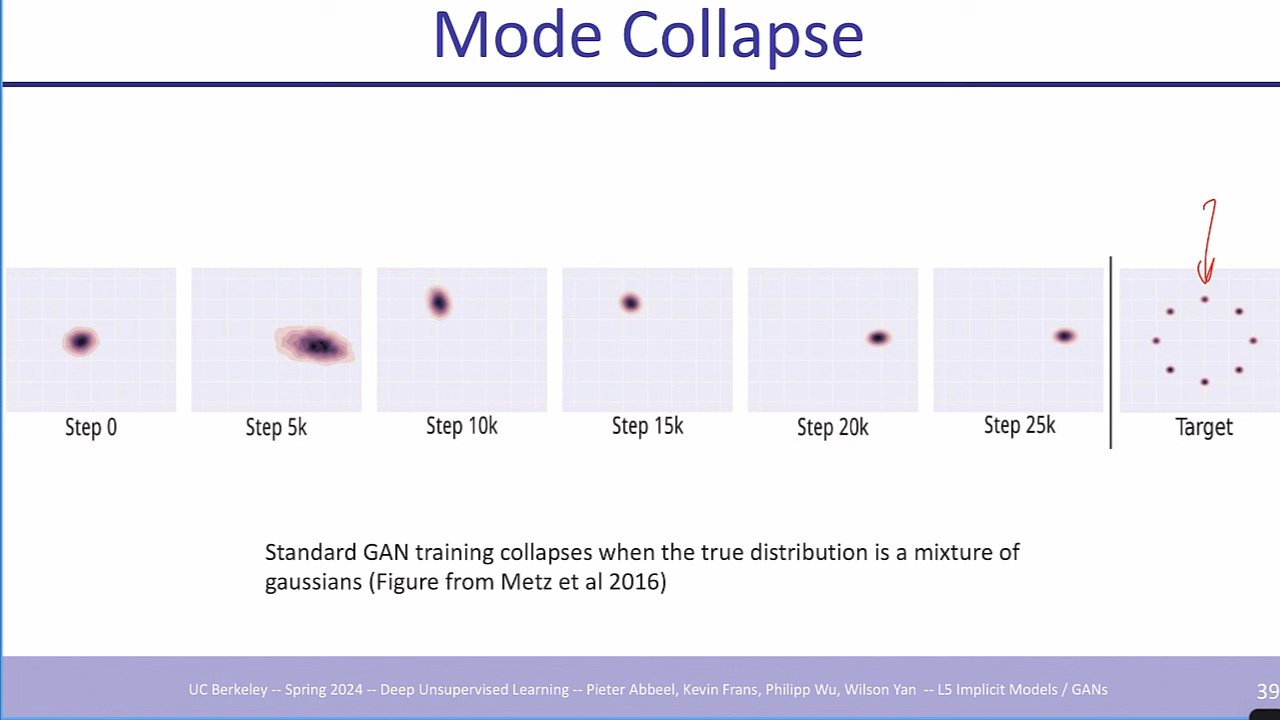 Mode Collapse
Step 0
Step 5k
Step 10k
Step 15k
Step 20k
Step 25k
Target
Standard GAN training collapses when the true distribution is a mixture of
gaussians (Figure from Metz et al 2016)
UC Berkeley -- Spring 2024 -- Deep Unsupervised Learning -- Pieter Abbeel, Kevin Frans, Philipp Wu, Wilson Yan -- L5 Implicit Models / GANs
39